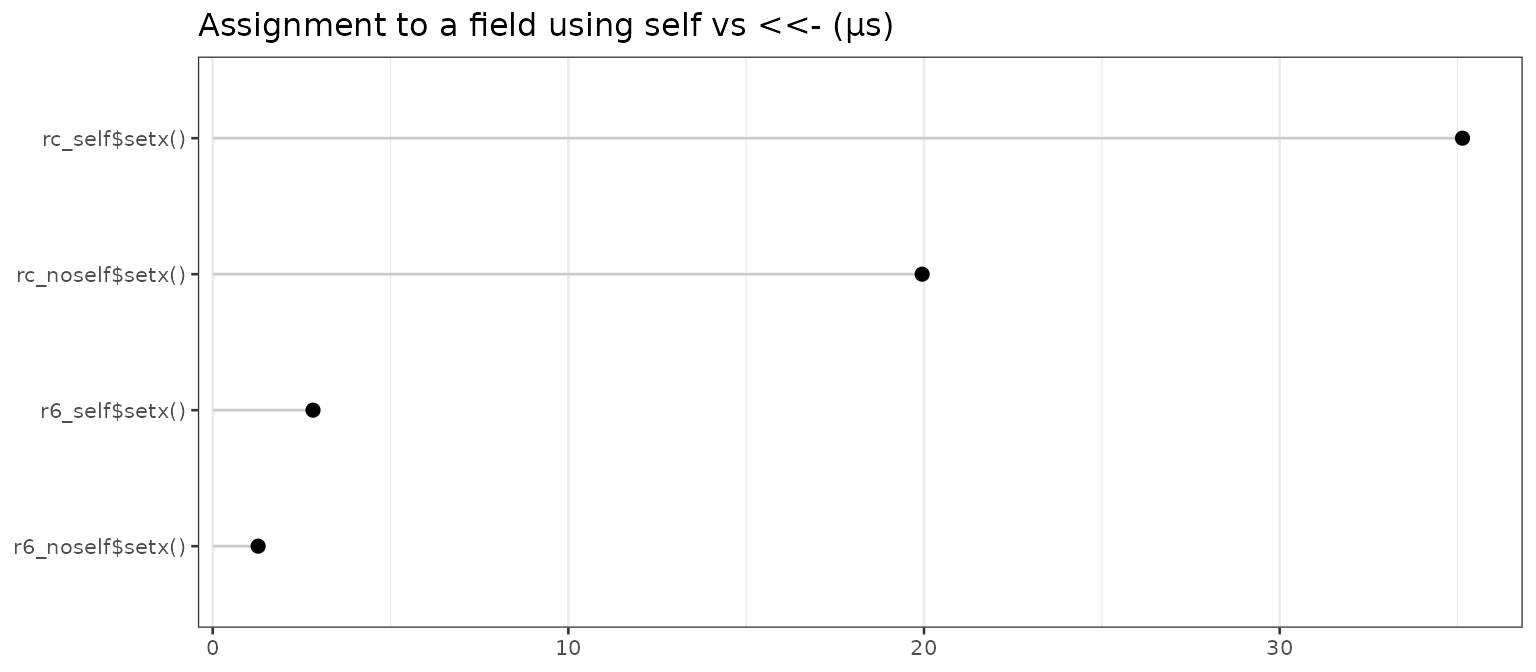 Assignment to a field using self vs <<- (µs)
rc_self$setx()
rc_noself$setx()
r6_self$setx()
r6_noself$setx()
0 10 20 30